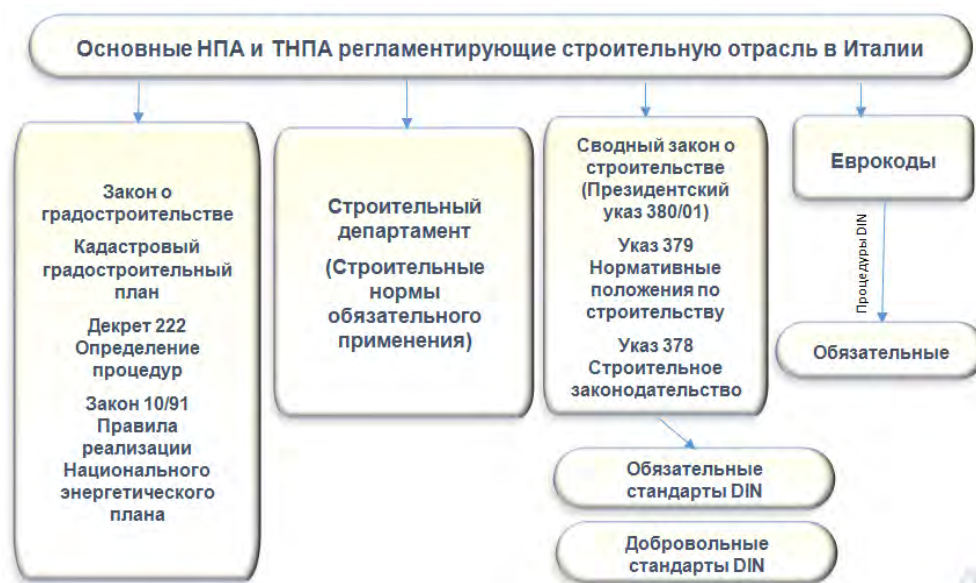 Основные НПА и ТНПА регламентирующие строительную отрасль в Италии
Закон о
градостроительстве
Кадастровый
градостроительный
план
Декрет 222
Определение
процедур
Закон 10/91
Правила
реализации
Национального
энергетического
плана
Строительный
департамент
(Строительные
нормы
обязательного
применения)
Сводный закон о
строительстве
(Президентский
указ 380/01)
Указ 379
Нормативные
положения по
строительству
Указ 378
Строительное
законодательство
Обязательные
стандарты DIN
Добровольные
стандарты DIN
Еврокоды
Процедуры DIN
Обязательные